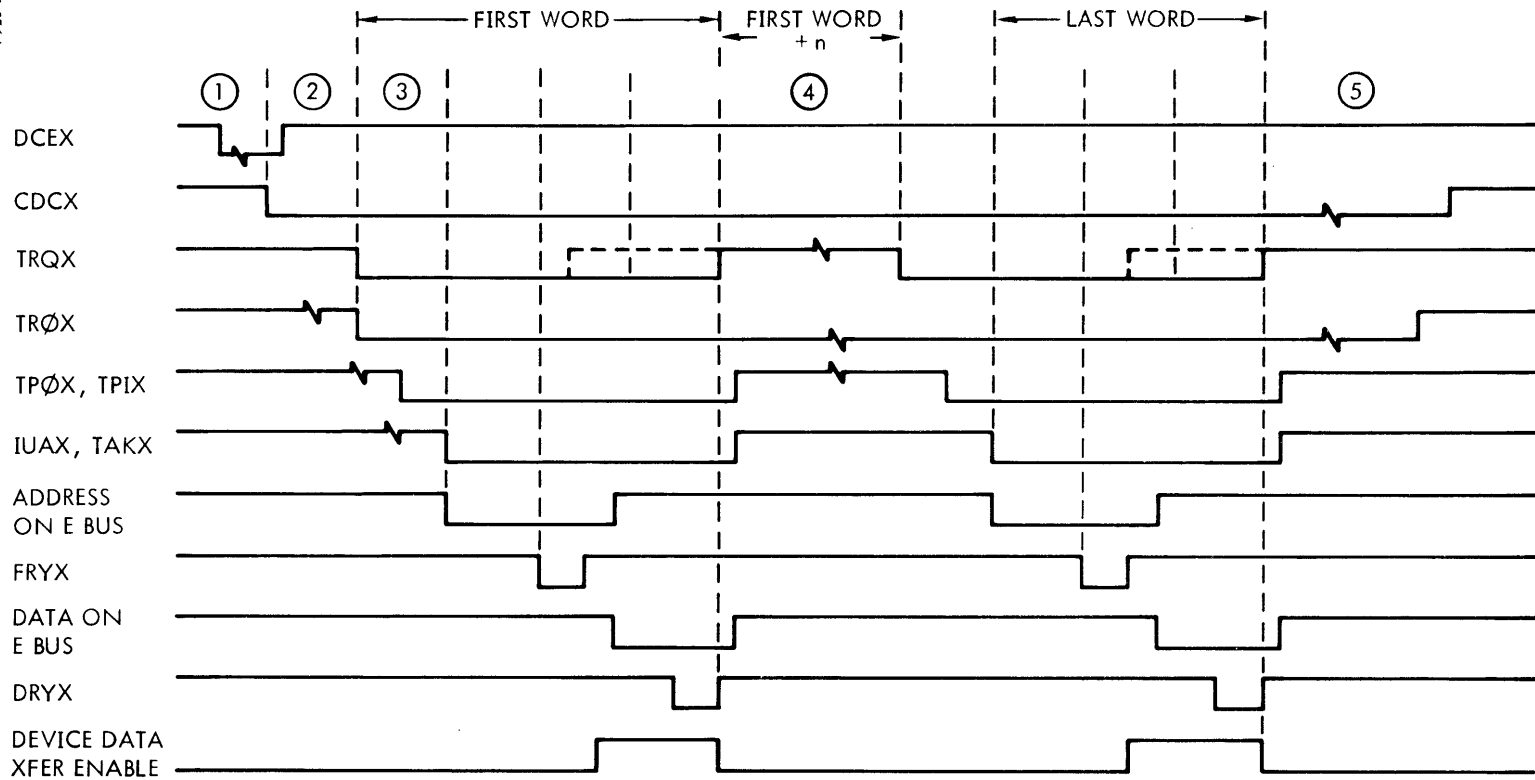 FIRST WORD
FIRST WORD
+ n
LAST WORD
1
2
3
4
5
DCEX
CDCX
TRQX
TRØX
TPØX, TPIX
IUAX, TAKX
ADDRESS
ON E BUS
FRYX
DATA ON
E BUS
DRYX
DEVICE DATA
XFER ENABLE